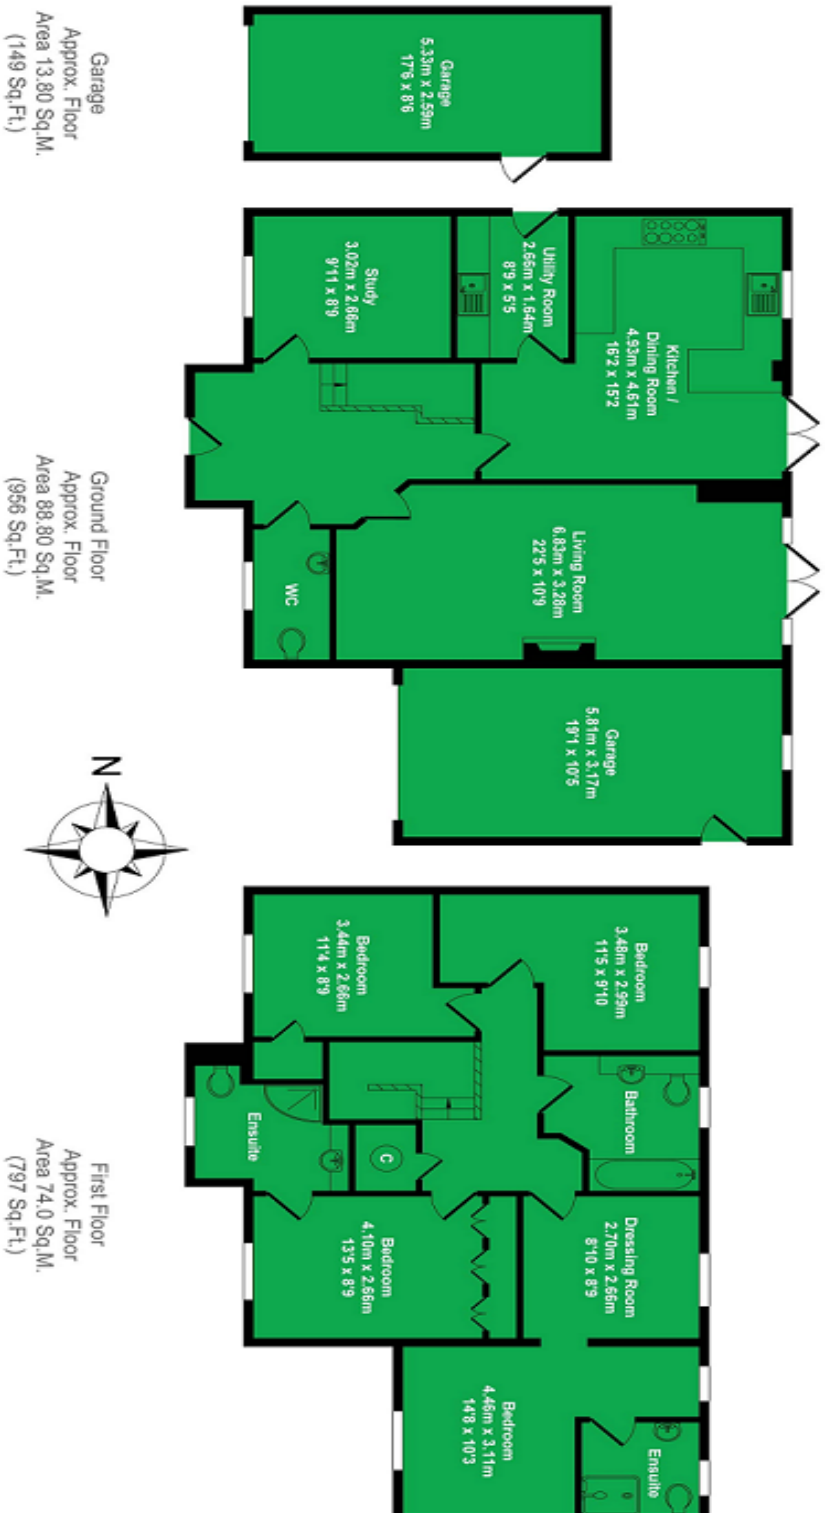 Garage
5.33m x 2.59m
17'6 x 8'6
Garage
Approx. Floor
Area 13.80 Sq.M.
(149 Sq.Ft.)
Kitchen /
Dining Room
4.93m x 4.61m
16'2 x 15'2
Utility Room
2.66m x 1.64m
8'9 x 5'5
Study
3.02m x 2.66m
9'11 x 8'9
Living Room
6.83m x 3.28m
22'5 x 10'9
WC
Garage
5.81m x 3.17m
19'1 x 10'5
Ground Floor
Approx. Floor
Area 88.80 Sq.M.
(956 Sq.Ft.)
N
Bedroom
3.48m x 2.99m
11'5 x 9'10
Bedroom
3.44m x 2.66m
11'4 x 8'9
Bathroom
Ensuite
C
Dressing Room
2.70m x 2.66m
8'10 x 8'9
Bedroom
4.10m x 2.66m
13'5 x 8'9
Bedroom
4.46m x 3.11m
14'8 x 10'3
Ensuite
First Floor
Approx. Floor
Area 74.0 Sq.M.
(797 Sq.Ft.)